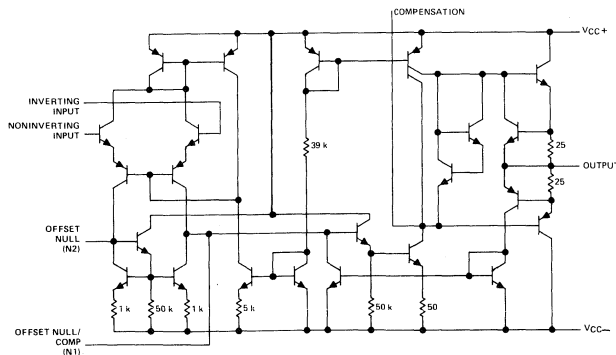 COMPENSATION
VCC+
INVERTING
INPUT
NONINVERTING
INPUT
39 k
25
OUTPUT
25
OFFSET
NULL
(N2)
1 k
50 k
1 k
5 k
50 k
50
OFFSET NULL/
COMP
(N1)
VCC−